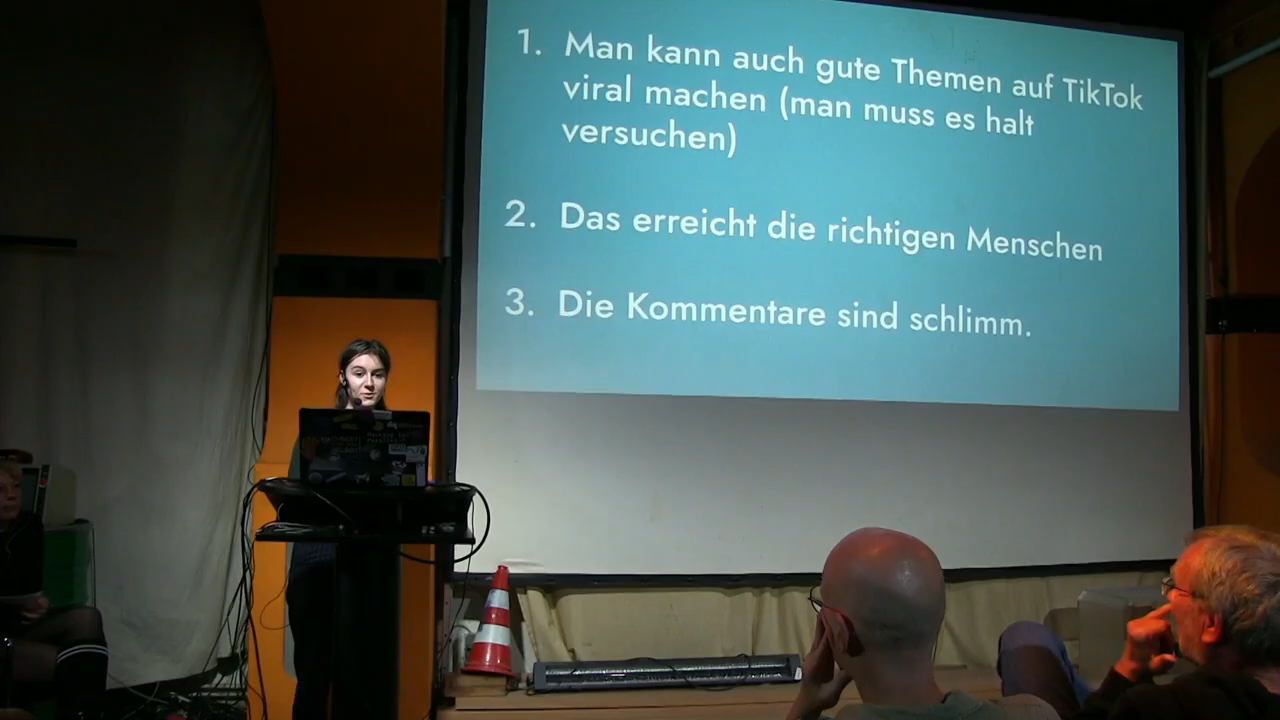 1. Man kann auch gute Themen auf TikTok
viral machen (man muss es halt
versuchen)
2. Das erreicht die richtigen Menschen
3. Die Kommentare sind schlimm.